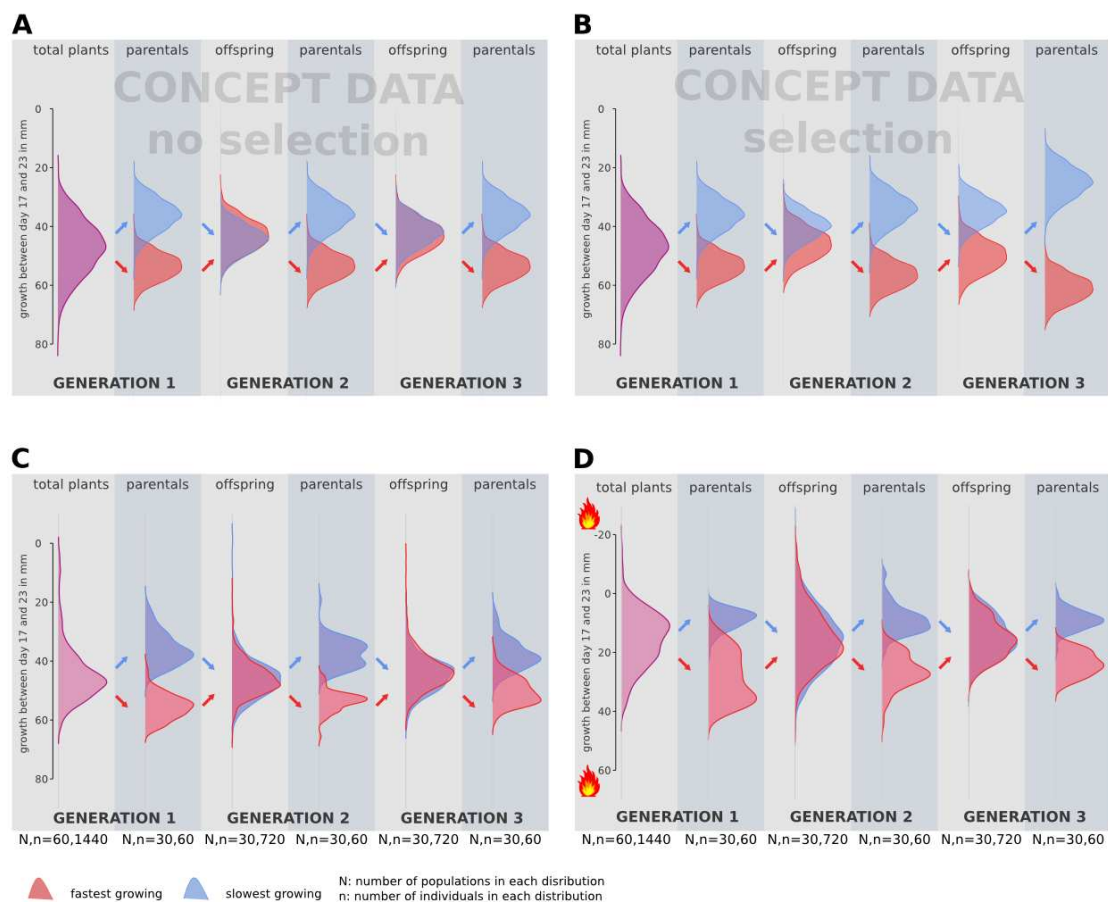 A
total plants parentals offspring parentals offspring parentals
CONCEPT DATA
no selection
growth between day 17 and 23 in mm
0
20
40
60
80
GENERATION 1 GENERATION 2 GENERATION 3
B
total plants parentals offspring parentals offspring parentals
CONCEPT DATA
selection
growth between day 17 and 23 in mm
0
20
40
60
80
GENERATION 1 GENERATION 2 GENERATION 3
C
total plants parentals offspring parentals offspring parentals
growth between day 17 and 23 in mm
0
20
40
60
80
GENERATION 1 GENERATION 2 GENERATION 3
N,n=60,1440 N,n=30,60 N,n=30,720 N,n=30,60 N,n=30,720 N,n=30,60
D
total plants parentals offspring parentals offspring parentals
growth between day 17 and 23 in mm
-20
0
20
40
60
GENERATION 1 GENERATION 2 GENERATION 3
N,n=60,1440 N,n=30,60 N,n=30,720 N,n=30,60 N,n=30,720 N,n=30,60
fastest growing slowest growing
N: number of populations in each disribution
n: number of individuals in each distribution